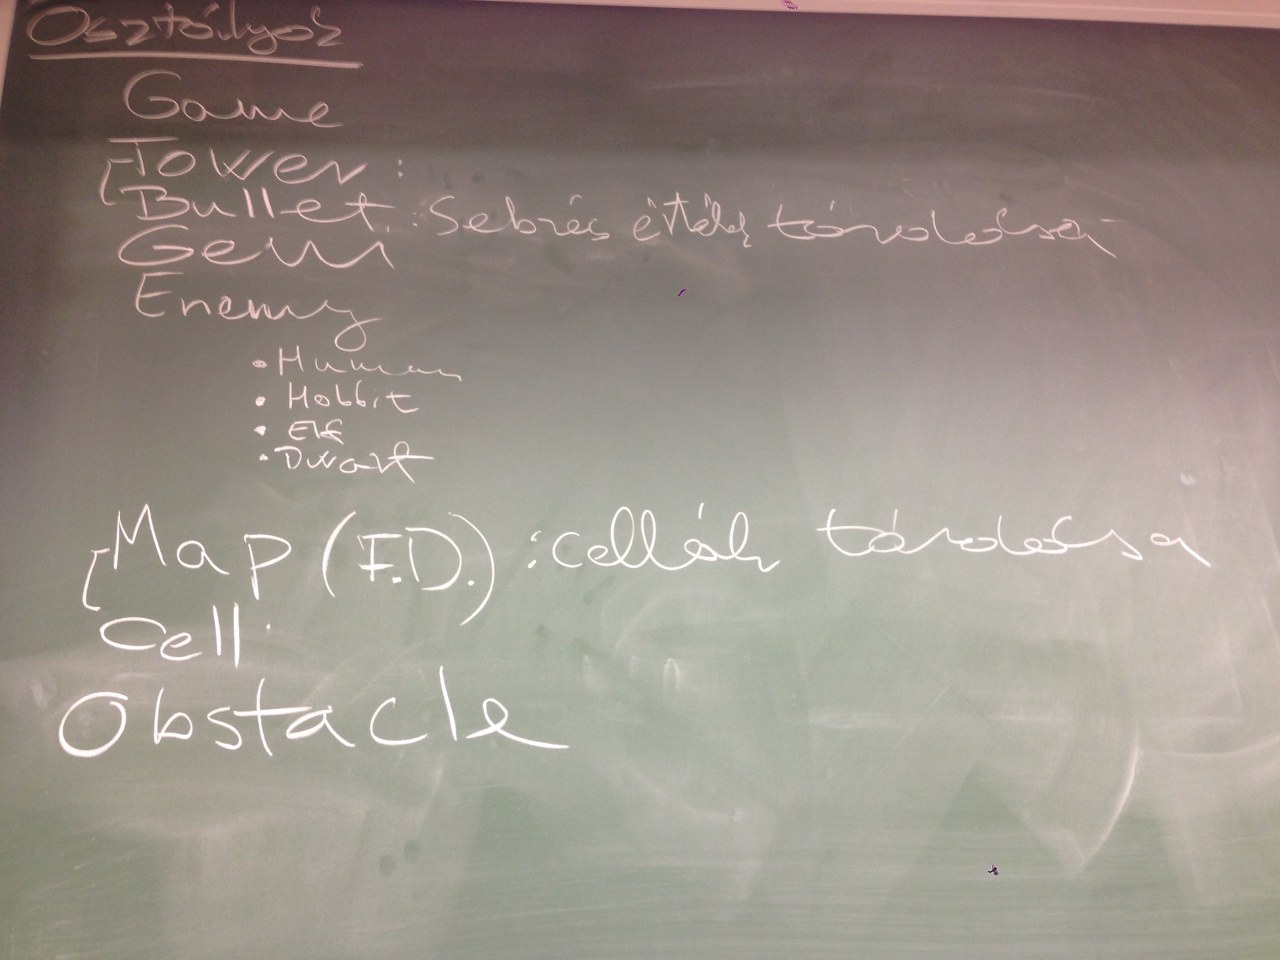 Osztályok
Game
Tower:
Bullet: Sebzés érték tárolása
Gem
Enemy
• Human
• Hobbit
• Elf
• Dwarf
Map (F.D.) : cellák tárolása
Cell
Obstacle